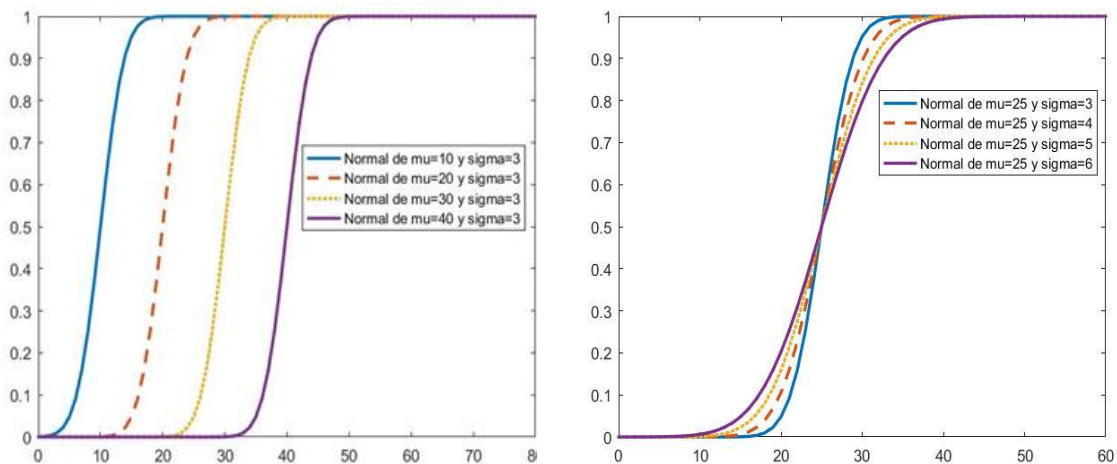 1
0.9
0.8
0.7
0.6
0.5
0.4
0.3
0.2
0.1
0
0 10 20 30 40 50 60 70 80
Normal de mu=10 y sigma=3
Normal de mu=20 y sigma=3
Normal de mu=30 y sigma=3
Normal de mu=40 y sigma=3
1
0.9
0.8
0.7
0.6
0.5
0.4
0.3
0.2
0.1
0
0 10 20 30 40 50 60
Normal de mu=25 y sigma=3
Normal de mu=25 y sigma=4
Normal de mu=25 y sigma=5
Normal de mu=25 y sigma=6